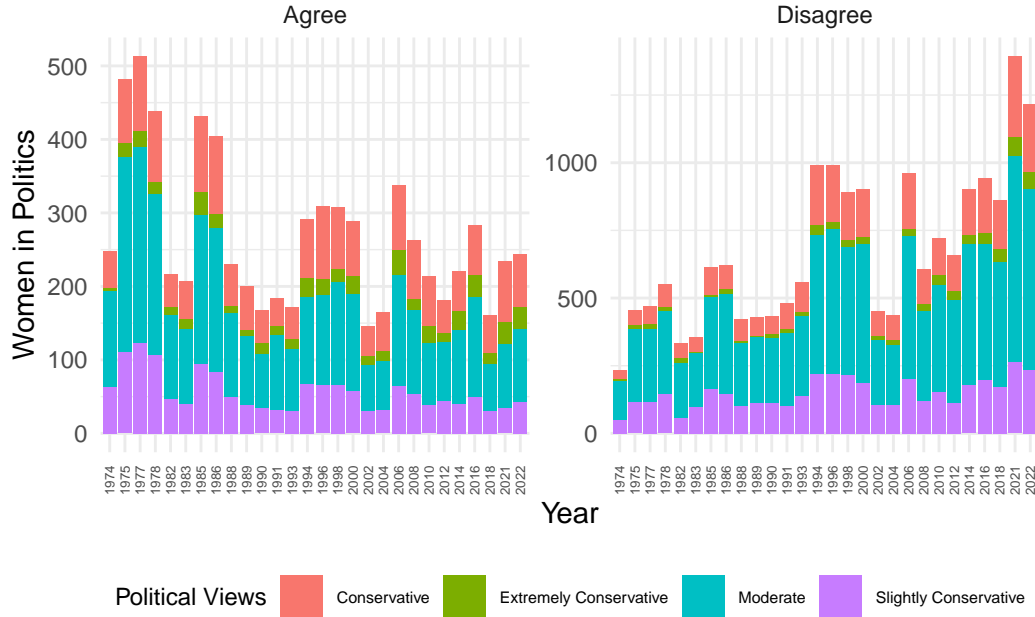 Agree Disagree
Women in Politics
500
400
300
200
100
0
1000
500
0
1974 1975 1977 1978 1982 1983 1985 1986 1988 1989 1990 1991 1993 1994 1996 1998 2000 2002 2004 2006 2008 2010 2012 2014 2016 2018 2021 2022
1974 1975 1977 1978 1982 1983 1985 1986 1988 1989 1990 1991 1993 1994 1996 1998 2000 2002 2004 2006 2008 2010 2012 2014 2016 2018 2021 2022
Year
Political Views Conservative Extremely Conservative Moderate Slightly Conservative